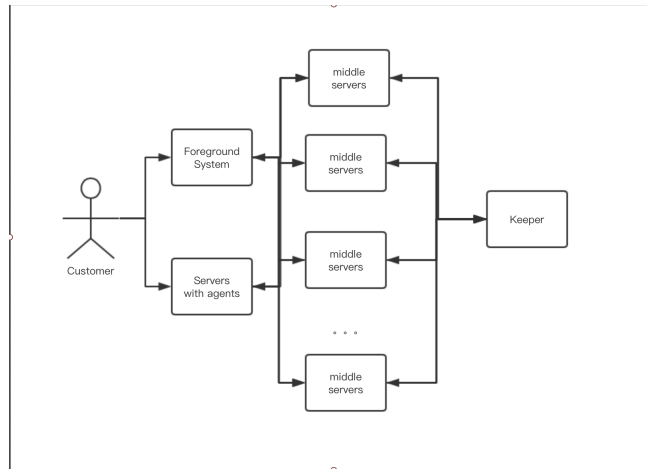 middle
servers
Foreground
System
middle
servers
Keeper
Customer
middle
servers
Servers
with agents
middle
servers